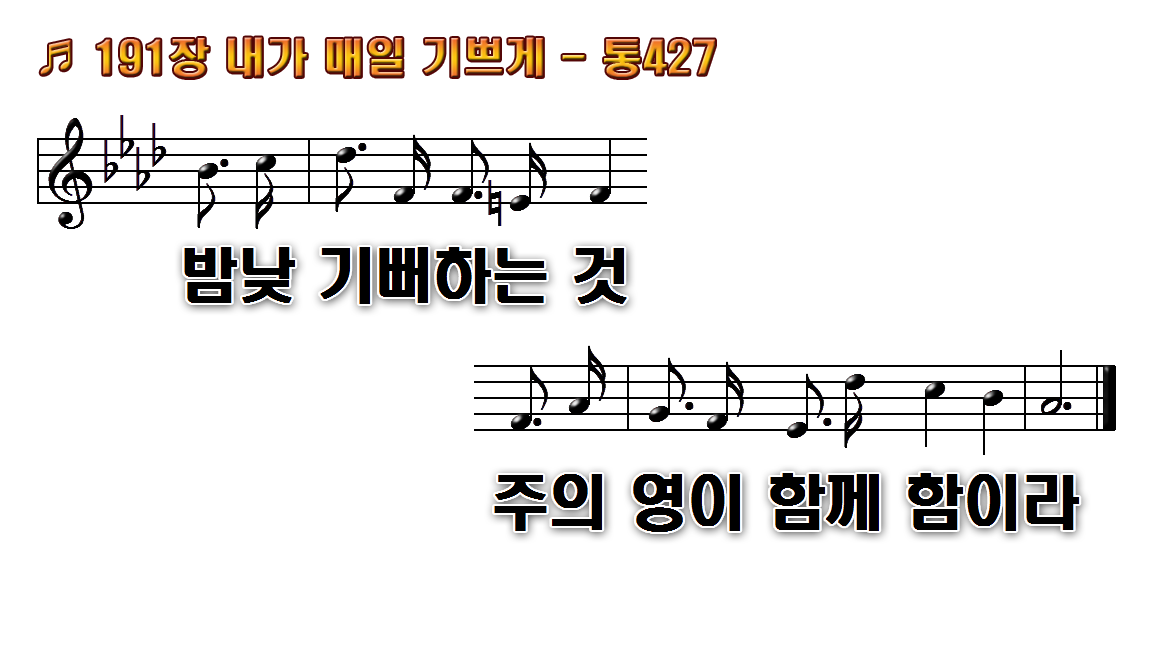 ♬ 191장 내가 매일 기쁘게 - 통427
밤낮 기뻐하는 것
주의 영이 함께 함이라